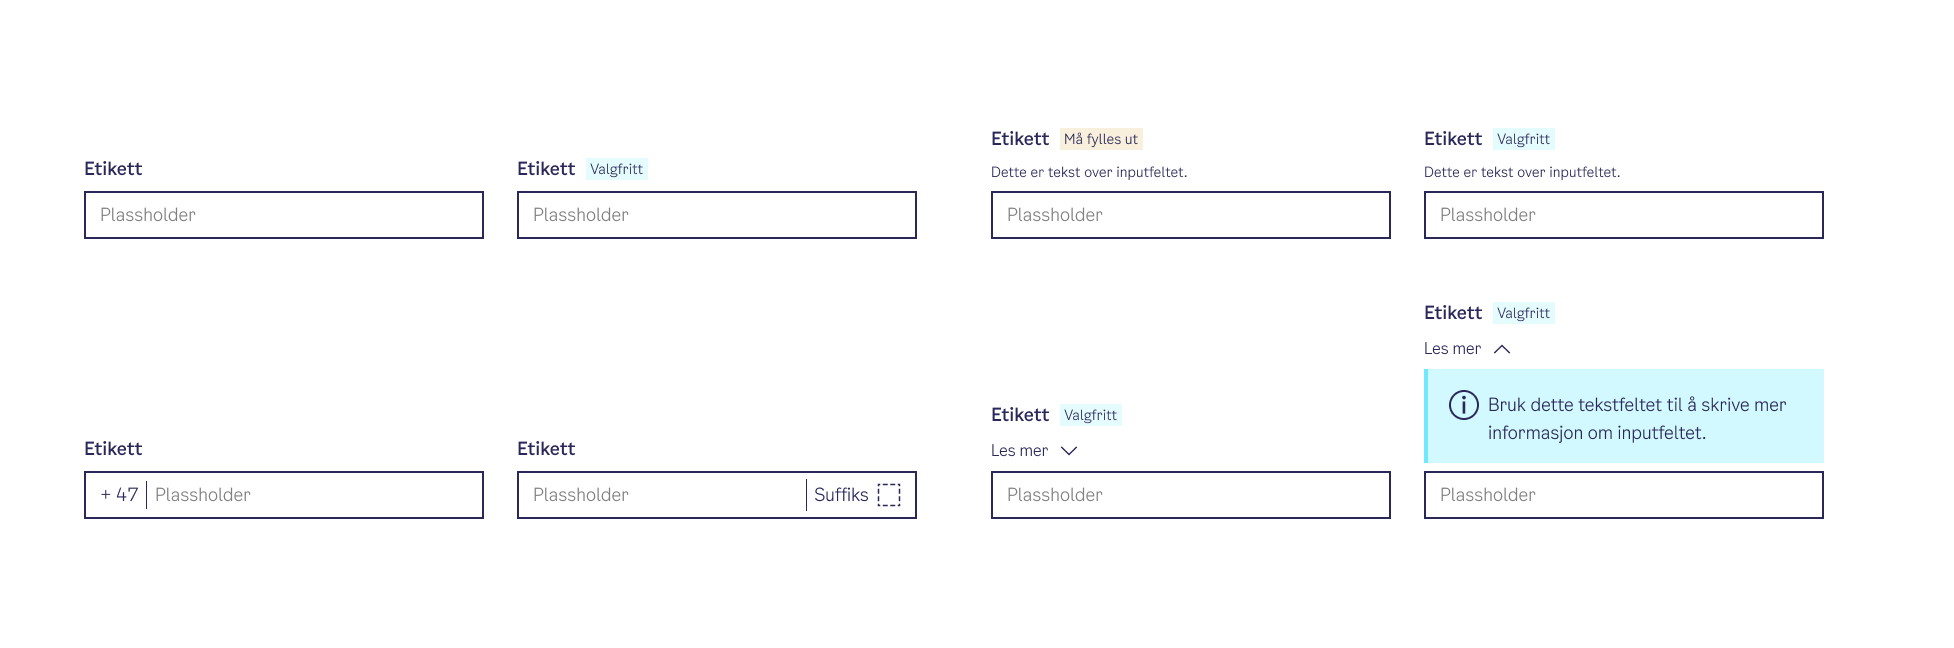 Etikett
Plassholder
Etikett Valgfritt
Plassholder
Etikett Må fylles ut
Dette er tekst over inputfeltet.
Plassholder
Etikett Valgfritt
Dette er tekst over inputfeltet.
Plassholder
Etikett
+ 47 Plassholder
Etikett
Plassholder Suffiks
Etikett Valgfritt
Les mer
Plassholder
Etikett Valgfritt
Les mer
Bruk dette tekstfeltet til å skrive mer
informasjon om inputfeltet.
Plassholder